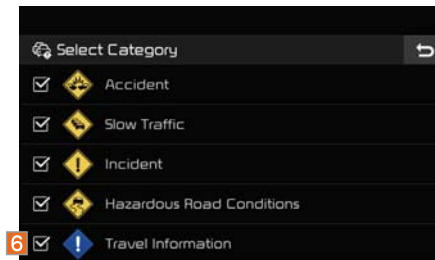 Select Category
Accident
Slow Traffic
Incident
Hazardous Road Conditions
6 Travel Information